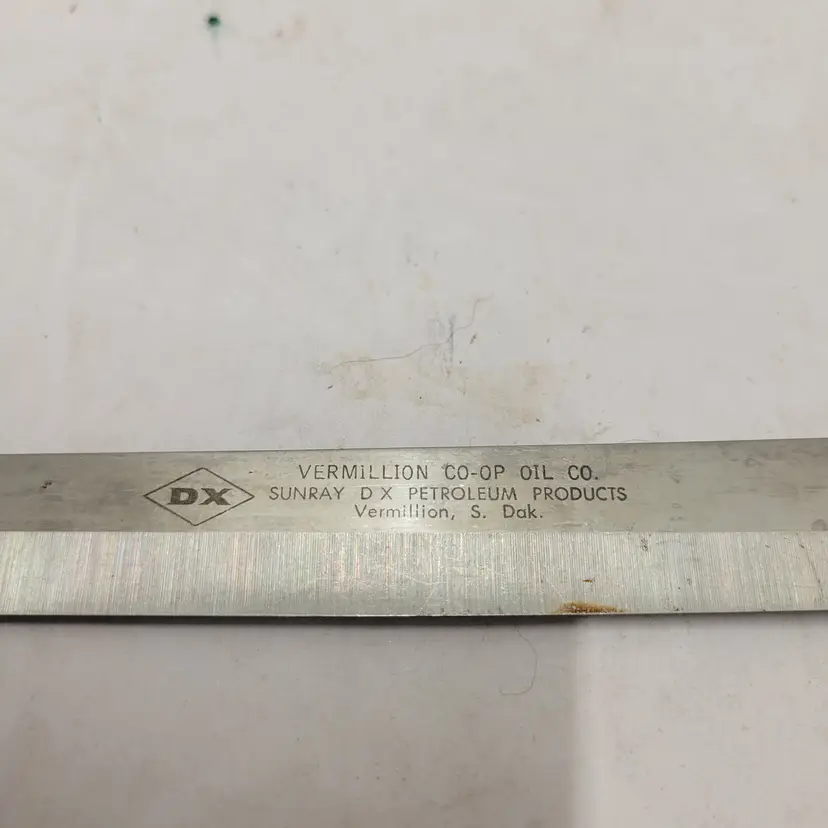 DX
VERMiLLION CO-OP OIL CO.
SUNRAY D X PETROLEUM PRODUCTS
Vermillion, S. Dak.